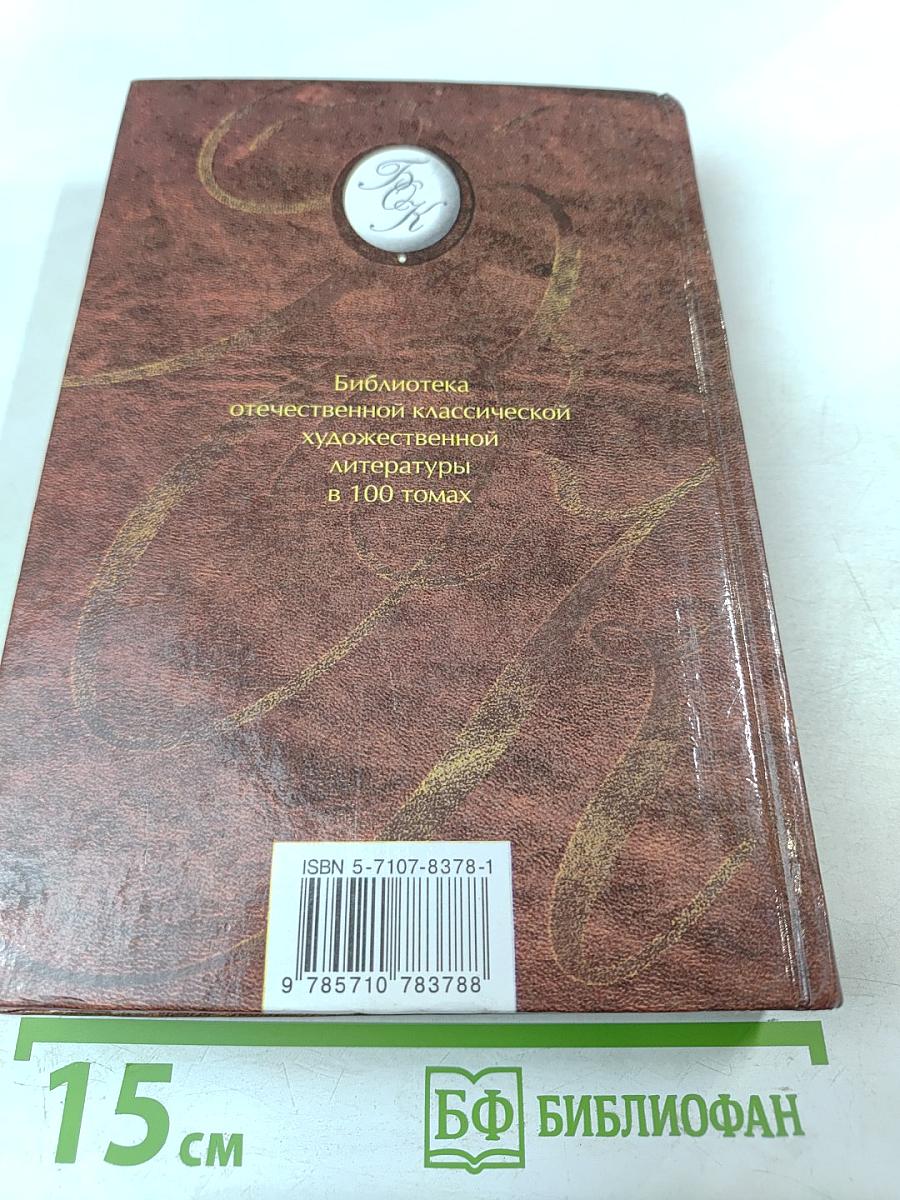 БОК
Библиотека
отечественной классической
художественной
литературы
в 100 томах
ISBN 5-7107-8378-1
9 785710 783788
15 см
БФ БИБЛИОФАН